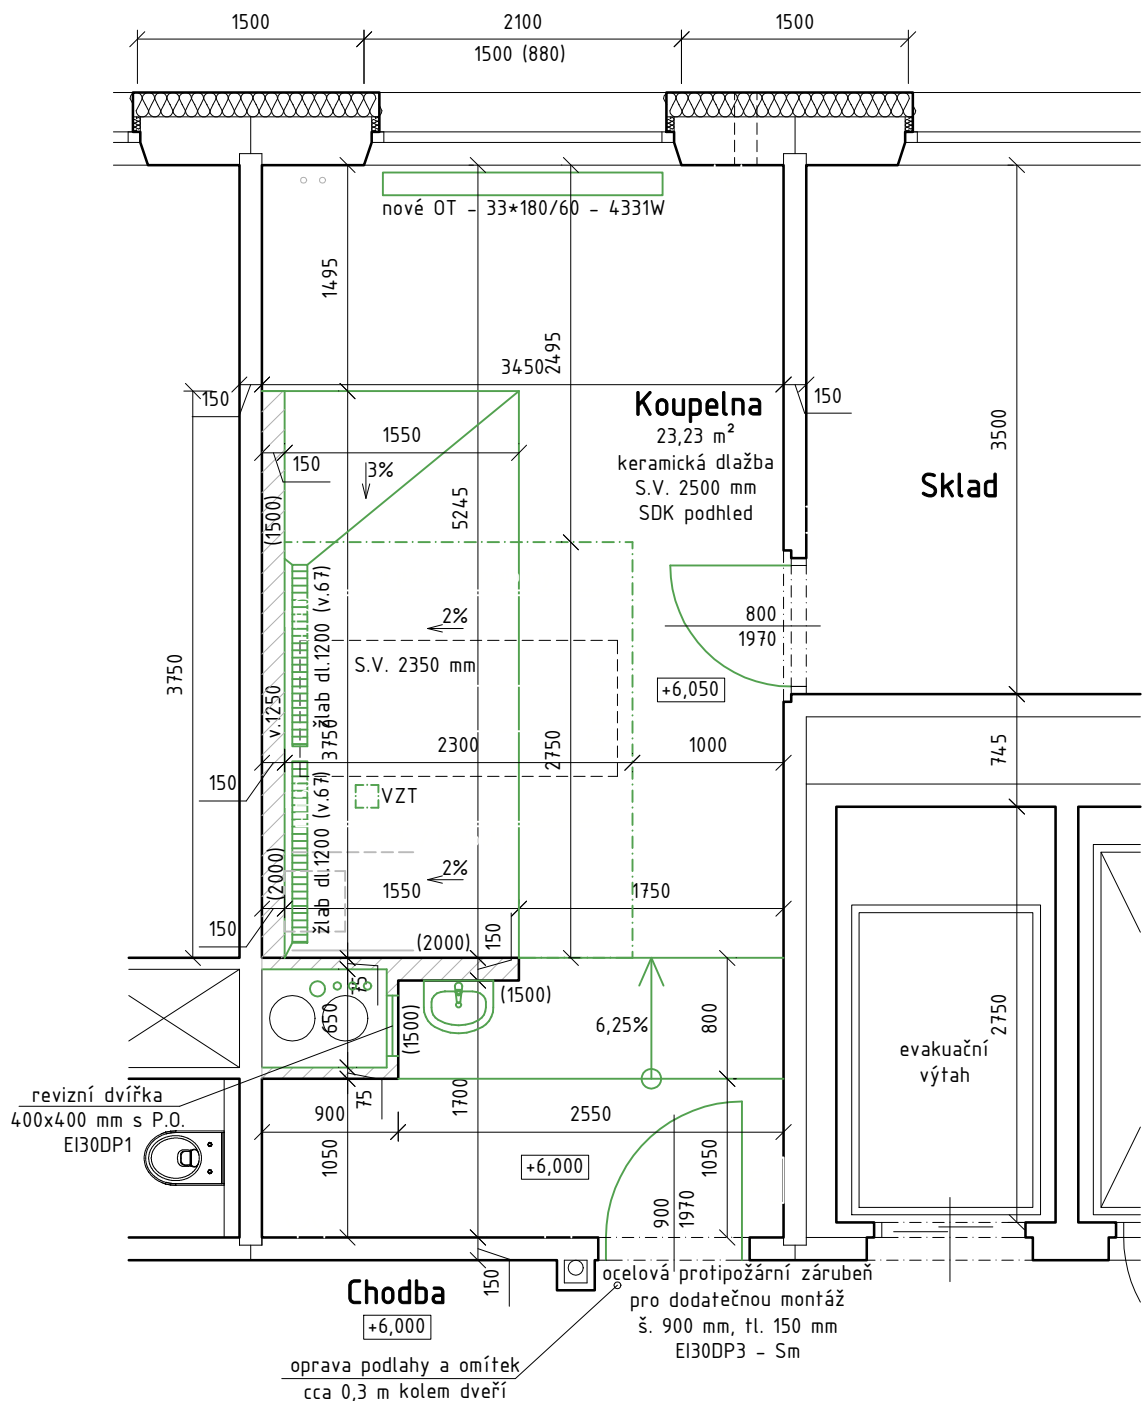 1500
2100
1500
1500 (880)
nové OT - 33*180/60 - 4331W
1495
2495
3450
150
150
Koupelna
23,23 m²
keramická dlažba
S.V. 2500 mm
SDK podhled
3500
Sklad
1550
150
3%
(1500)
5245
žlab dl.1200 (v.67)
2%
800
1970
S.V. 2350 mm
3750
+6,050
v.1250
3750
2300
2750
1000
745
150
VZT
žlab dl.1200 (v.67)
(2000)
2%
1550
1750
150
(2000)
150
75
(1500)
650
(1500)
6,25%
800
2750
evakuační
výtah
revizní dvířka
400x400 mm s P.O.
EI30DP1
75
900
1700
2550
1050
1050
+6,000
900
1970
150
Chodba
+6,000
ocelová protipožární zárubeň
pro dodatečnou montáž
š. 900 mm, tl. 150 mm
EI30DP3 - Sm
oprava podlahy a omítek
cca 0,3 m kolem dveří